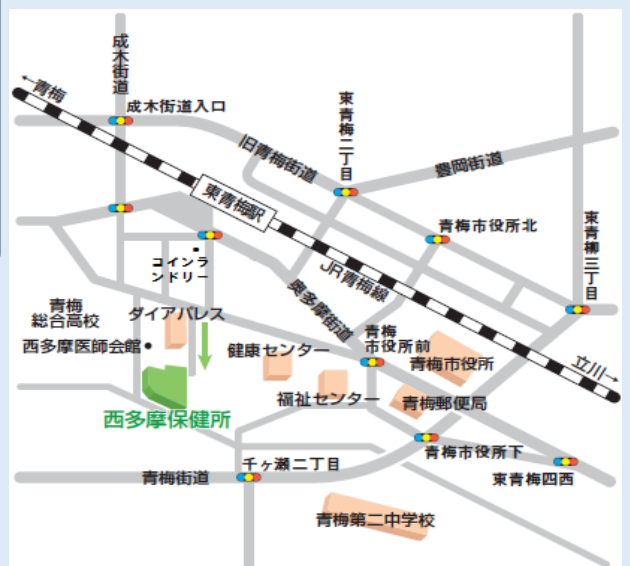 成木街道
←青梅
成木街道入口
東青梅二丁目
旧青梅街道
豊岡街道
東青梅駅
青梅市役所北
東青柳三丁目
コインラ
ンドリー
JR青梅線
奥多摩街道
青梅
総合高校
ダイアパレス
西多摩医師会館
健康センター
青梅
市役所前
青梅市役所
立川→
福祉センター
青梅郵便局
西多摩保健所
青梅市役所下
千ヶ瀬二丁目
青梅街道
東青梅四西
青梅第二中学校